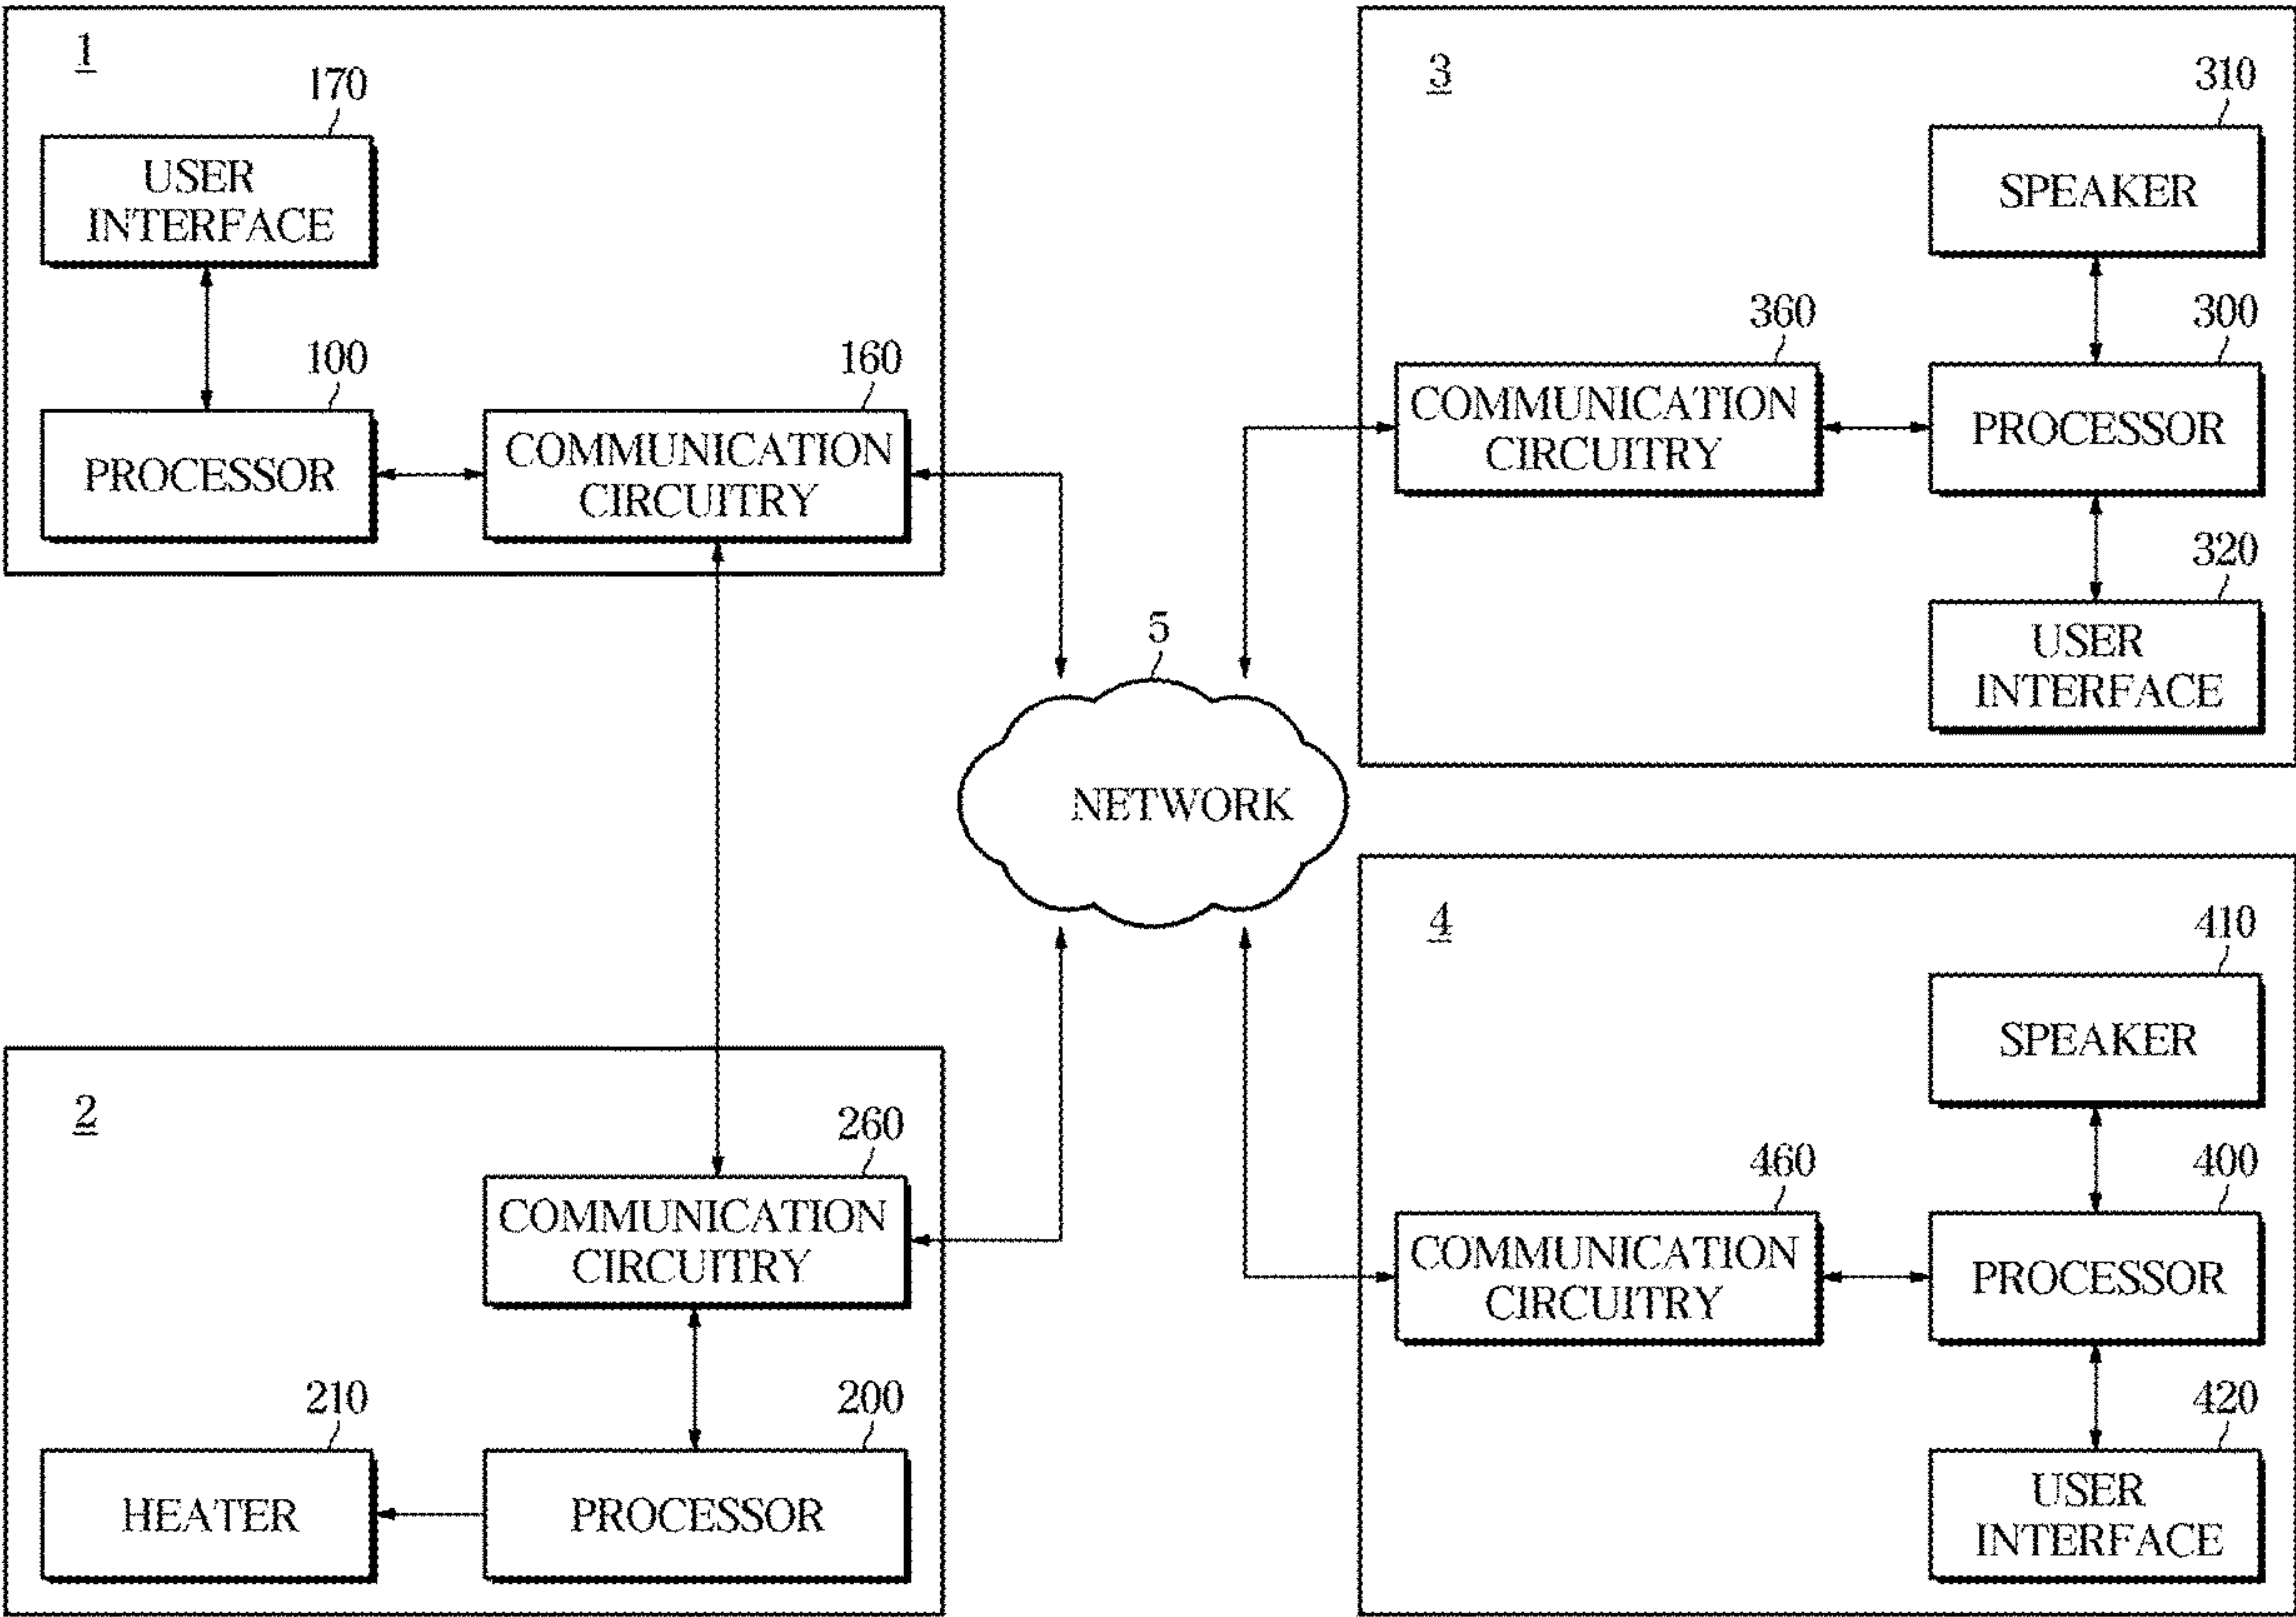 1
170
USER
INTERFACE
100
PROCESSOR
160
COMMUNICATION
CIRCUITRY
3
310
SPEAKER
360
COMMUNICATION
CIRCUITRY
300
PROCESSOR
320
USER
INTERFACE
5
NETWORK
2
260
COMMUNICATION
CIRCUITRY
210
HEATER
200
PROCESSOR
4
410
SPEAKER
460
COMMUNICATION
CIRCUITRY
400
PROCESSOR
420
USER
INTERFACE